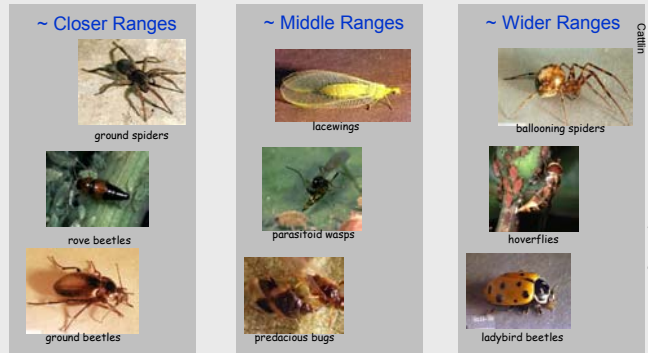 ~ Closer Ranges
ground spiders
rove beetles
ground beetles
~ Middle Ranges
lacewings
parasitoid wasps
predacious bugs
~ Wider Ranges
ballooning spiders
hoverflies
ladybird beetles
Cattlin